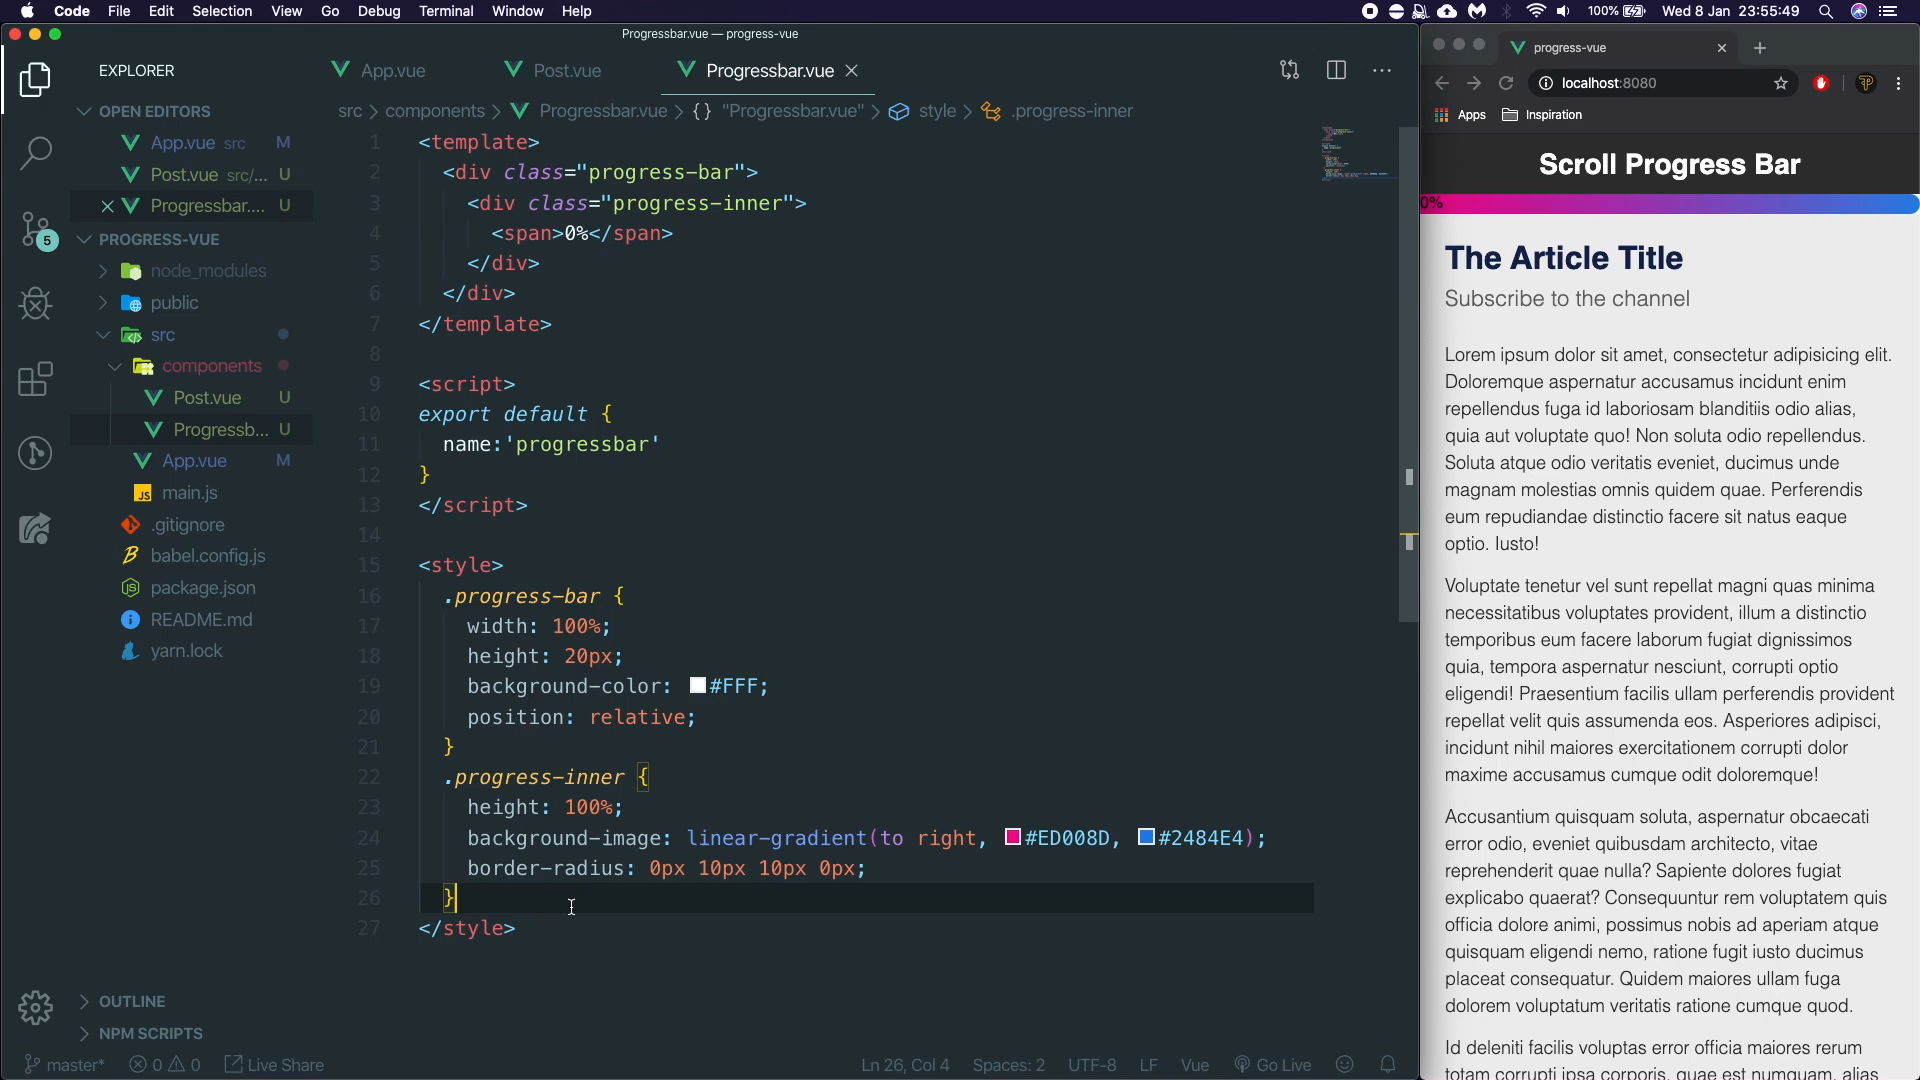 Code File Edit Selection View Go Debug Terminal Window Help 100% Wed 8 Jan 23:55:49
Progressbar.vue — progress-vue
EXPLORER
App.vue Post.vue Progressbar.vue
src > components > Progressbar.vue > {} "Progressbar.vue" > style > .progress-inner
OPEN EDITORS
App.vue src M
Post.vue src/... U
Progressbar.... U
PROGRESS-VUE
node_modules
public
src
components
Post.vue U
Progressb... U
App.vue M
main.js
.gitignore
babel.config.js
package.json
README.md
yarn.lock
OUTLINE
NPM SCRIPTS
5
1 <template>
2 <div class="progress-bar">
3 <div class="progress-inner">
4 <span>0%</span>
5 </div>
6 </div>
7 </template>
8
9 <script>
10 export default {
11 name:'progressbar'
12 }
13 </script>
14
15 <style>
16 .progress-bar {
17 width: 100%;
18 height: 20px;
19 background-color: #FFF;
20 position: relative;
21 }
22 .progress-inner {
23 height: 100%;
24 background-image: linear-gradient(to right, #ED008D, #2484E4);
25 border-radius: 0px 10px 10px 0px;
26 }
27 </style>
master* 0 0 Live Share Ln 26, Col 4 Spaces: 2 UTF-8 LF Vue Go Live
progress-vue
localhost:8080
Apps Inspiration
Scroll Progress Bar
0%
The Article Title
Subscribe to the channel
Lorem ipsum dolor sit amet, consectetur adipisicing elit.
Doloremque aspernatur accusamus incidunt enim
repellendus fuga id laboriosam blanditiis odio alias,
quia aut voluptate quo! Non soluta odio repellendus.
Soluta atque odio veritatis eveniet, ducimus unde
magnam molestias omnis quidem quae. Perferendis
eum repudiandae distinctio facere sit natus eaque
optio. Iusto!
Voluptate tenetur vel sunt repellat magni quas minima
necessitatibus voluptates provident, illum a distinctio
temporibus eum facere laborum fugiat dignissimos
quia, tempora aspernatur nesciunt, corrupti optio
eligendi! Praesentium facilis ullam perferendis provident
repellat velit quis assumenda eos. Asperiores adipisci,
incidunt nihil maiores exercitationem corrupti dolor
maxime accusamus cumque odit doloremque!
Accusantium quisquam soluta, aspernatur obcaecati
error odio, eveniet quibusdam architecto, vitae
reprehenderit quae nulla? Sapiente dolores fugiat
explicabo quaerat? Consequuntur rem voluptatem quis
officia dolore animi, possimus nobis ad aperiam atque
quisquam eligendi nemo, ratione fugit iusto ducimus
placeat consequatur. Quidem maiores ullam fuga
dolorem voluptatum veritatis ratione cumque quod.
Id deleniti facilis voluptas error officia maiores rerum
totam corrupti ipsa corporis, quae est numquam, alias